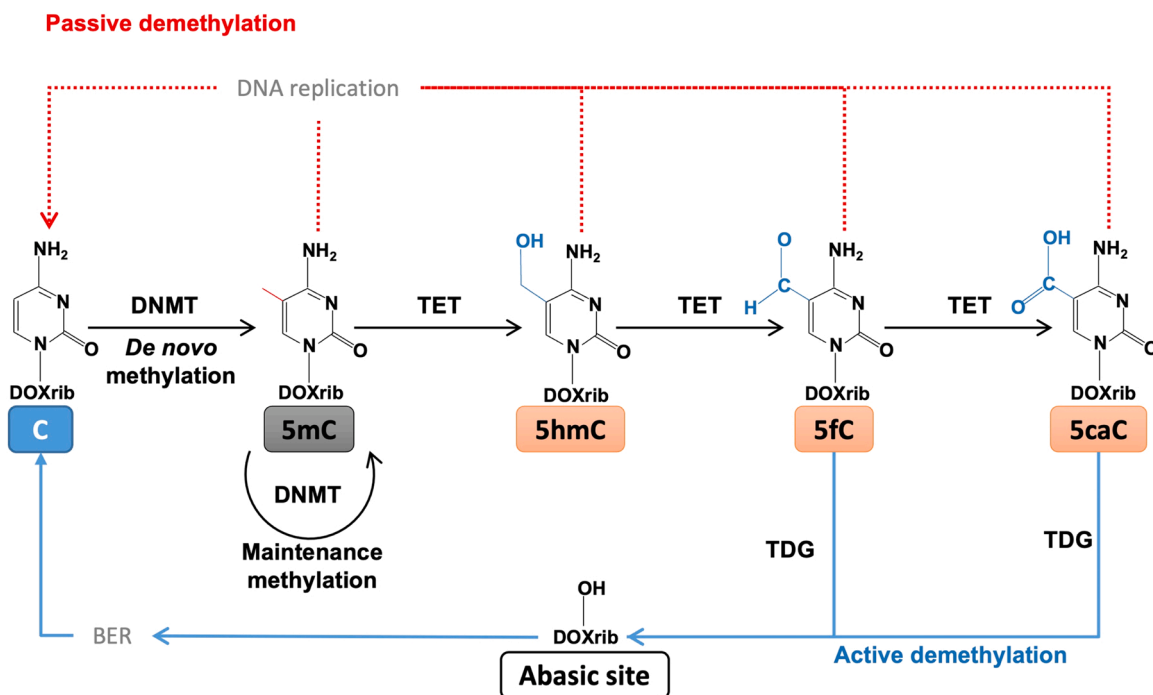 Passive demethylation
DNA replication
NH₂
N
N
O
DOXrib
C
DNMT
De novo
methylation
NH₂
N
N
O
DOXrib
5mC
DNMT
Maintenance
methylation
TET
OH
NH₂
N
N
O
DOXrib
5hmC
TET
O
C
H
NH₂
N
N
O
DOXrib
5fC
TET
OH
C
O
NH₂
N
N
O
DOXrib
5caC
TDG
TDG
OH
DOXrib
Abasic site
BER
Active demethylation